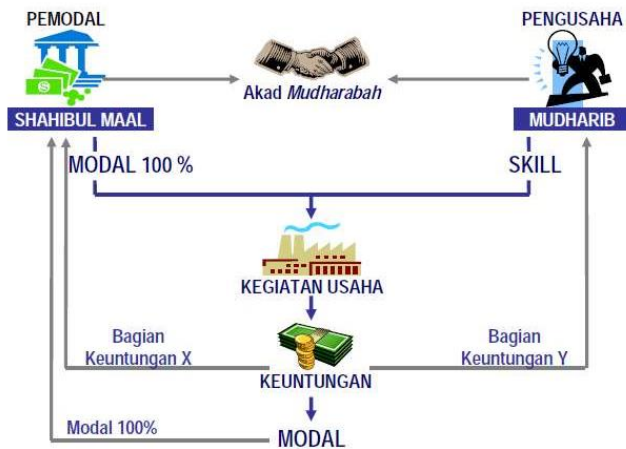 PEMODAL
PENGUSAHA
Akad Mudharabah
SHAHIBUL MAAL
MUDHARIB
MODAL 100 %
SKILL
KEGIATAN USAHA
Bagian
Keuntungan X
Bagian
Keuntungan Y
KEUNTUNGAN
Modal 100%
MODAL